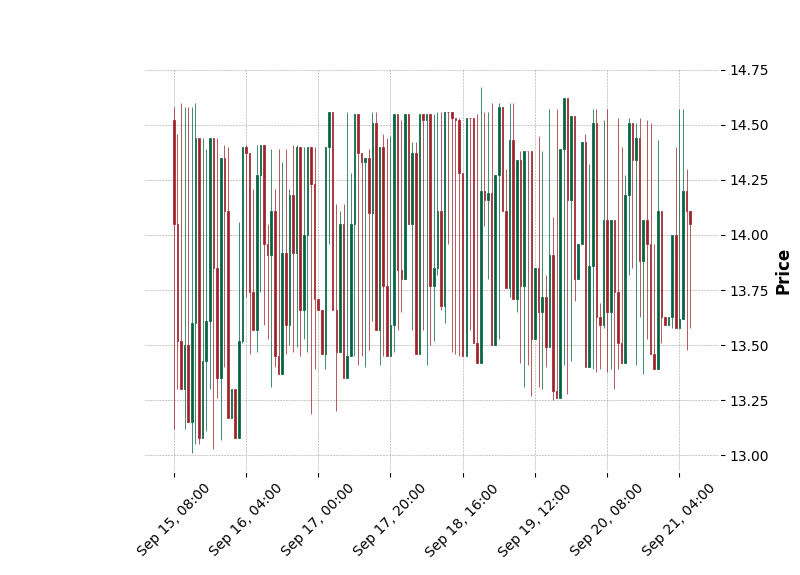 14.75
14.50
14.25
14.00
13.75
13.50
13.25
13.00
Price
Sep 15, 08:00
Sep 16, 04:00
Sep 17, 00:00
Sep 17, 20:00
Sep 18, 16:00
Sep 19, 12:00
Sep 20, 08:00
Sep 21, 04:00